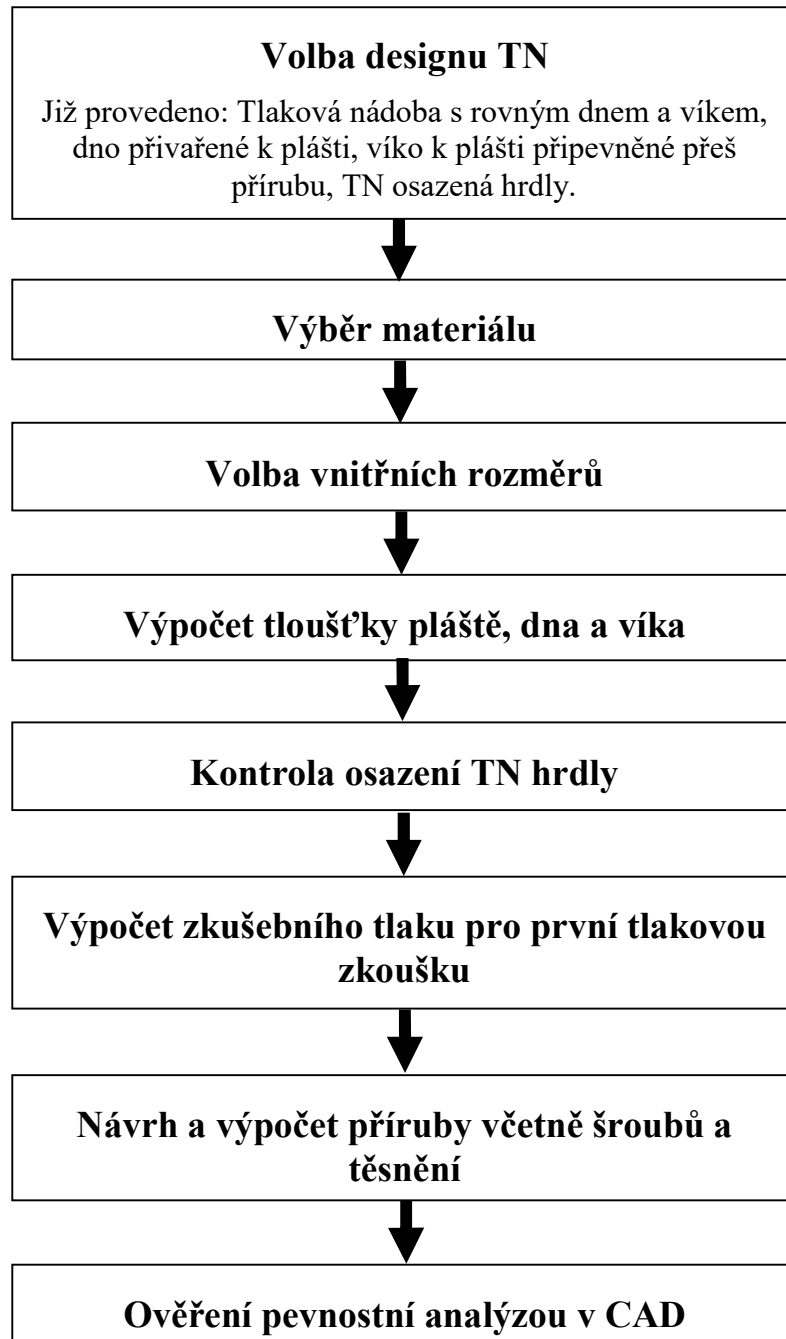 Volba designu TN
Již provedeno: Tlaková nádoba s rovným dnem a víkem,
dno přivařené k plášti, víko k plášti připevněné přeš
přírubu, TN osazená hrdly.
Výběr materiálu
Volba vnitřních rozměrů
Výpočet tloušťky pláště, dna a víka
Kontrola osazení TN hrdly
Výpočet zkušebního tlaku pro první tlakovou
zkoušku
Návrh a výpočet příruby včetně šroubů a
těsnění
Ověření pevnostní analýzou v CAD